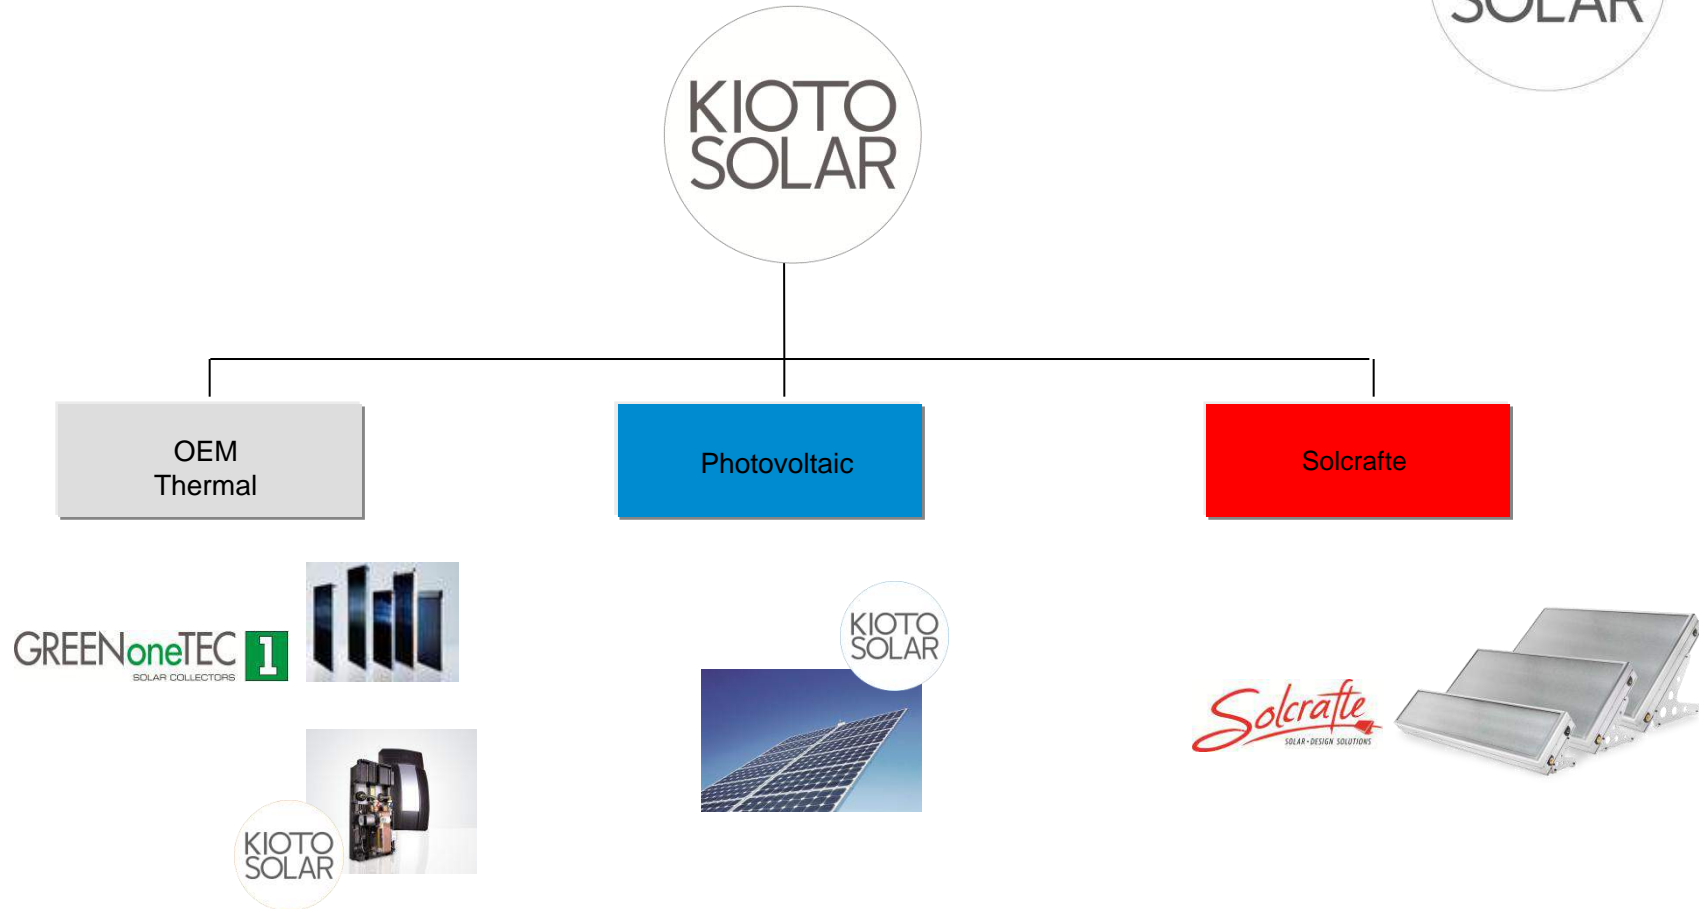 SOLAR
KIOTO
SOLAR
OEM
Thermal
Photovoltaic
Solcrafte
GREENoneTEC 1
SOLAR COLLECTORS
KIOTO
SOLAR
KIOTO
SOLAR
Solcrafte
SOLAR•DESIGN SOLUTIONS